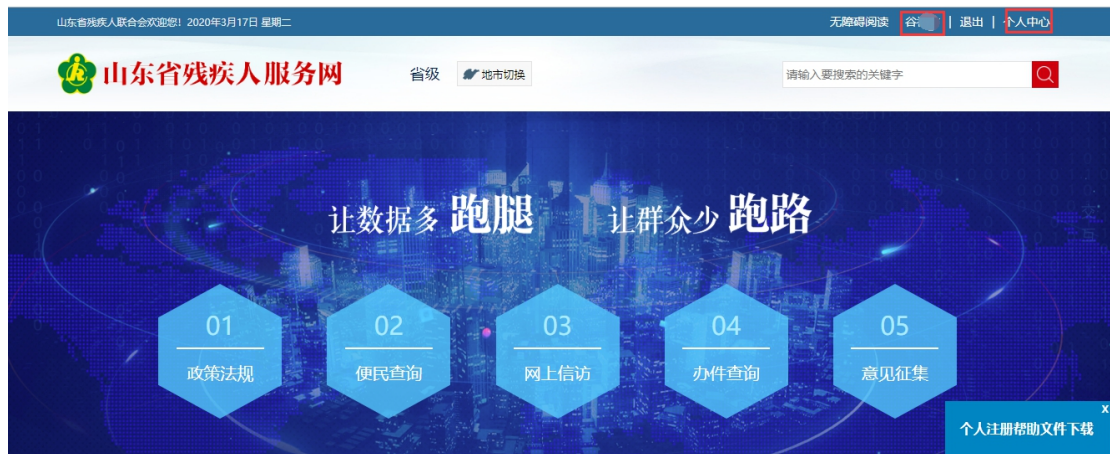 山东省残疾人联合会欢迎您! 2020年3月17日 星期二
无障碍阅读 谷 | 退出 | 个人中心
山东省残疾人服务网 省级 地市切换 请输入要搜索的关键字
让数据多 跑腿 让群众少 跑路
01 02 03 04 05
政策法规 便民查询 网上信访 办件查询 意见征集
x
个人注册帮助文件下载